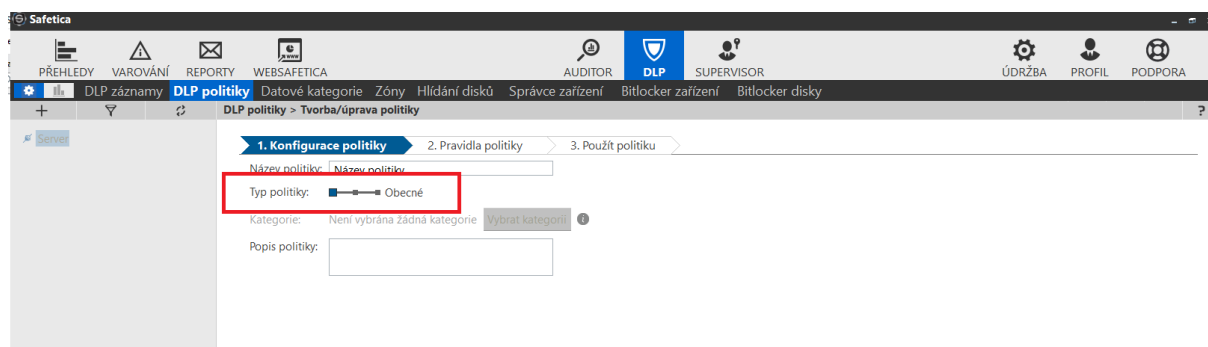 Safetica
PŘEHLEDY VAROVÁNÍ REPORTY WEBSAFETICA AUDITOR DLP SUPERVISOR ÚDRŽBA PROFIL PODPORA
DLP záznamy DLP politiky Datové kategorie Zóny Hlídání disků Správce zařízení Bitlocker zařízení Bitlocker disky
DLP politiky > Tvorba/úprava politiky ?
Server
1. Konfigurace politiky 2. Pravidla politiky 3. Použít politiku
Název politiky: Název politiky
Typ politiky: Obecné
Kategorie: Není vybrána žádná kategorie Vybrat kategorii
Popis politiky: